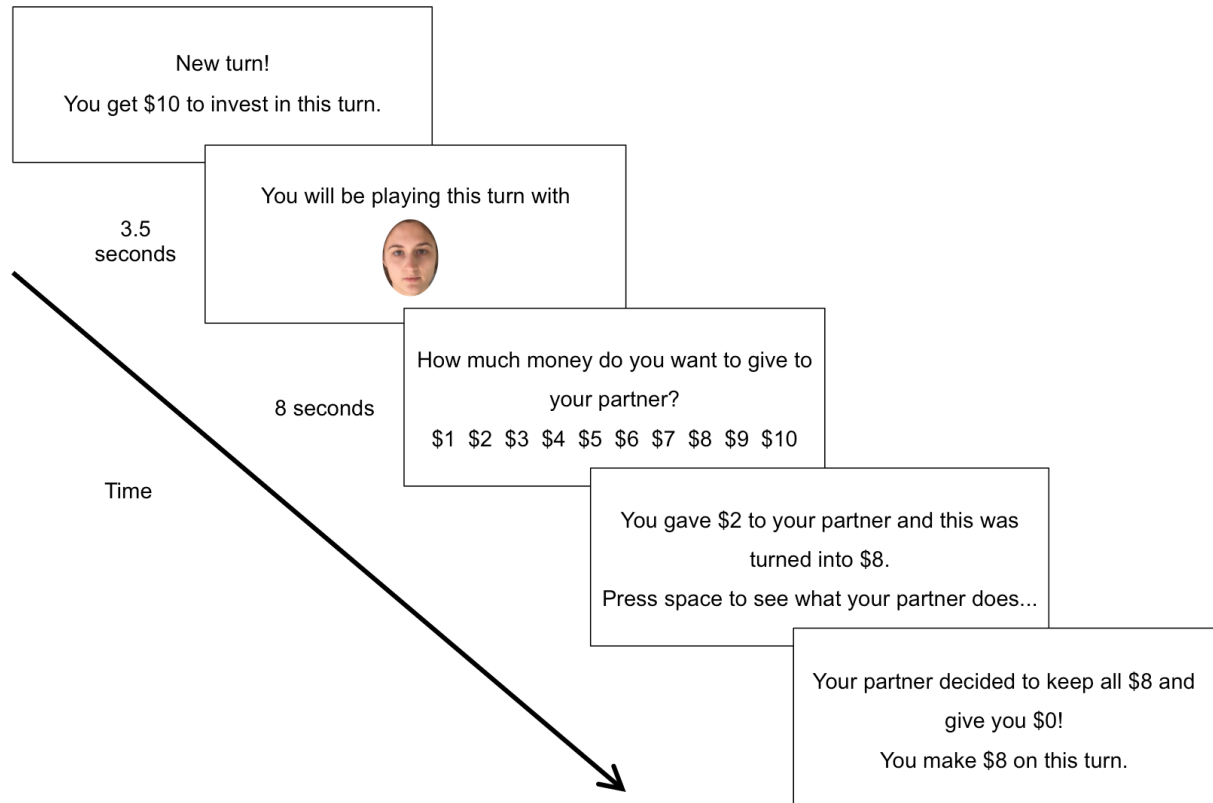 New turn!
You get $10 to invest in this turn.
You will be playing this turn with
3.5
seconds
How much money do you want to give to
your partner?
$1 $2 $3 $4 $5 $6 $7 $8 $9 $10
8 seconds
Time
You gave $2 to your partner and this was
turned into $8.
Press space to see what your partner does...
Your partner decided to keep all $8 and
give you $0!
You make $8 on this turn.